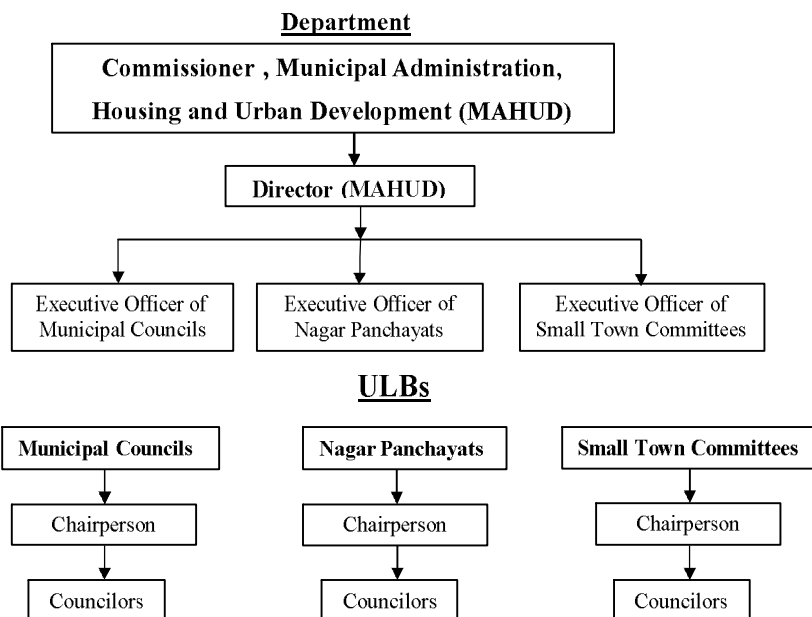 Department
Commissioner , Municipal Administration,
Housing and Urban Development (MAHUD)
Director (MAHUD)
Executive Officer of
Municipal Councils
Executive Officer of
Nagar Panchayats
Executive Officer of
Small Town Committees
ULBs
Municipal Councils
Nagar Panchayats
Small Town Committees
Chairperson
Chairperson
Chairperson
Councilors
Councilors
Councilors